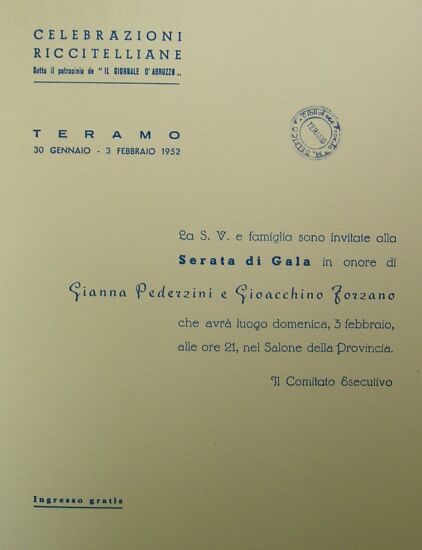 CELEBRAZIONI
RICCITELLIANE
Sotto il patrocinio de "IL GIORNALE D'ABRUZZO„
TERAMO
30 GENNAIO - 3 FEBBRAIO 1952
TERAMO
La S. V. e famiglia sono invitate alla
Serata di Gala in onore di
Gianna Pederzini e Gioacchino Forzano
che avrà luogo domenica, 3 febbraio,
alle ore 21, nel Salone della Provincia.
Il Comitato Esecutivo
Ingresso gratis